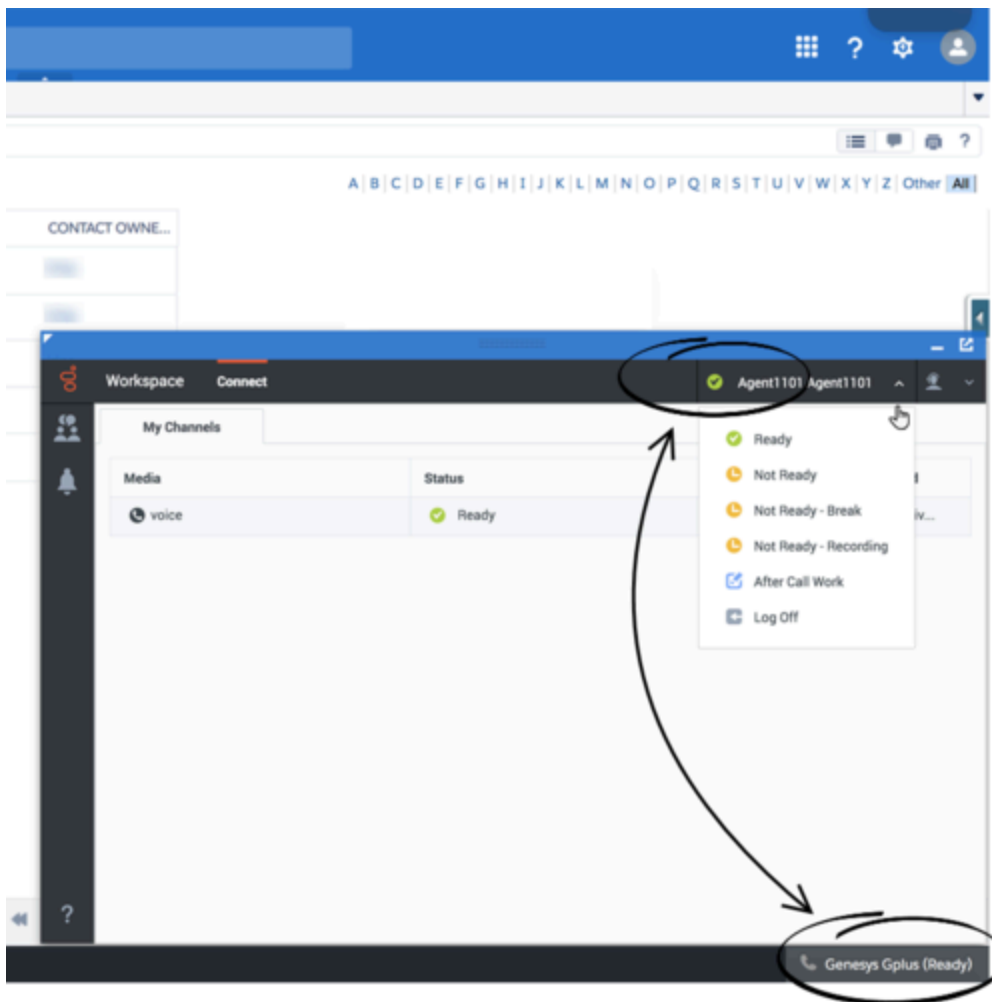 ?
?
A B C D E F G H I J K L M N O P Q R S T U V W X Y Z Other All
CONTACT OWNE...
Workspace Connect Agent1101 Agent1101
My Channels
Ready
Media Status
Not Ready
voice Ready
Not Ready - Break
iv...
Not Ready - Recording
After Call Work
Log Off
?
Genesys Gplus (Ready)